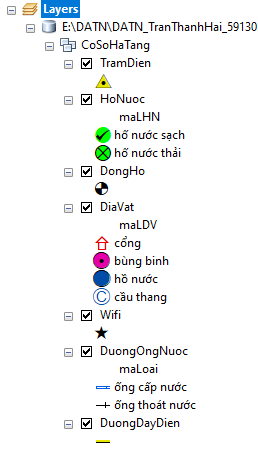 Layers
E:\DATN\DATN_TranThanhHai_59130
CoSoHaTang
TramDien
HoNuoc
maLHN
hố nước sạch
hố nước thải
DongHo
DiaVat
maLDV
cổng
bùng binh
hồ nước
cầu thang
Wifi
DuongOngNuoc
maLoai
ống cấp nước
ống thoát nước
DuongDayDien